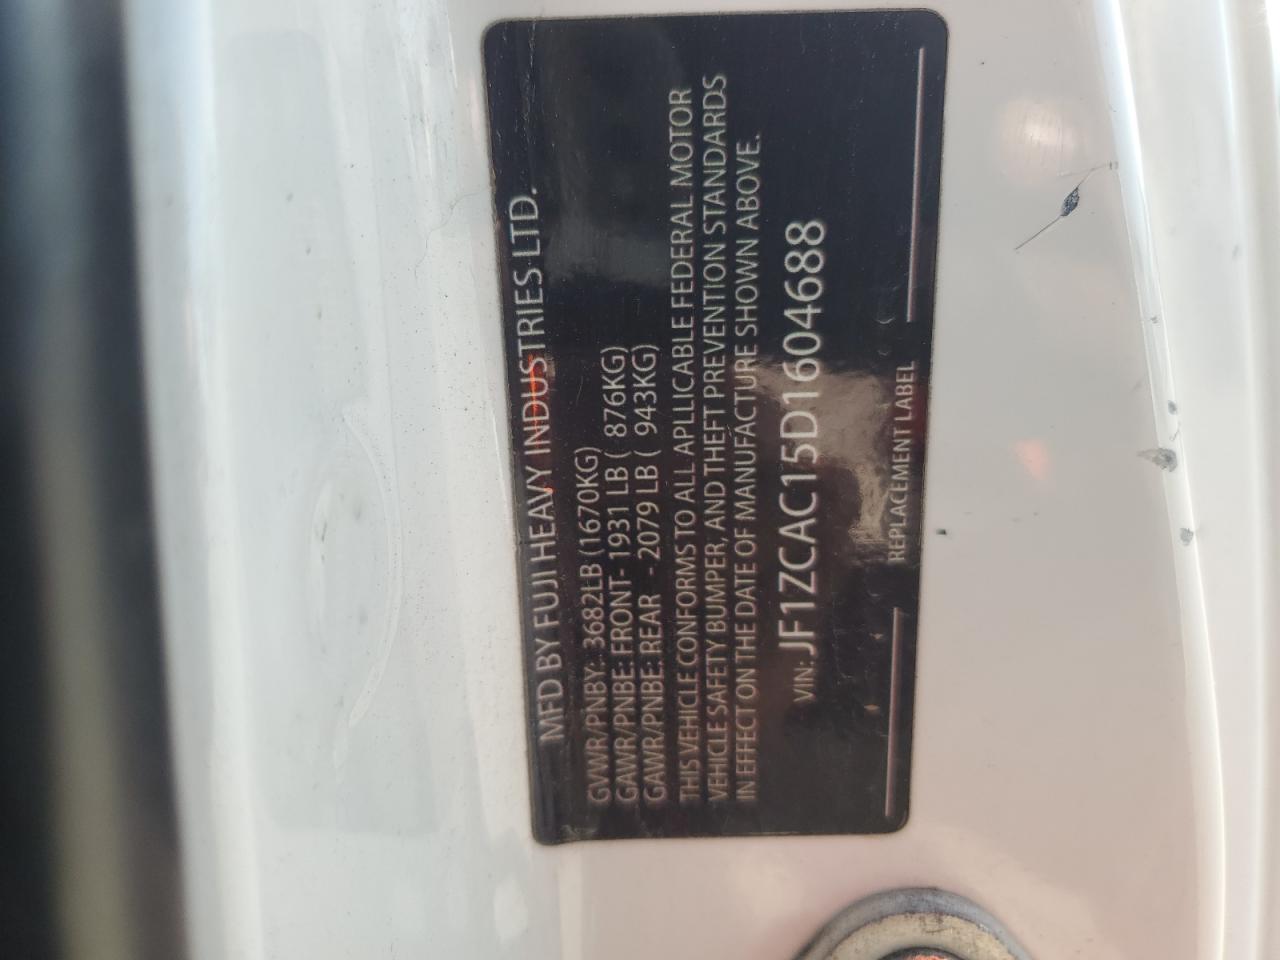 MFD BY FUJI HEAVY INDUSTRIES LTD.
GVWR/PNBY: 3682LB (1670KG)
GAWR/PNBE: FRONT- 1931 LB ( 876KG)
GAWR/PNBE: REAR - 2079 LB ( 943KG)
THIS VEHICLE CONFORMS TO ALL APLLICABLE FEDERAL MOTOR
VEHICLE SAFETY BUMPER, AND THEFT PREVENTION STANDARDS
IN EFFECT ON THE DATE OF MANUFACTURE SHOWN ABOVE.
VIN: JF1ZCAC15D1604688
REPLACEMENT LABEL